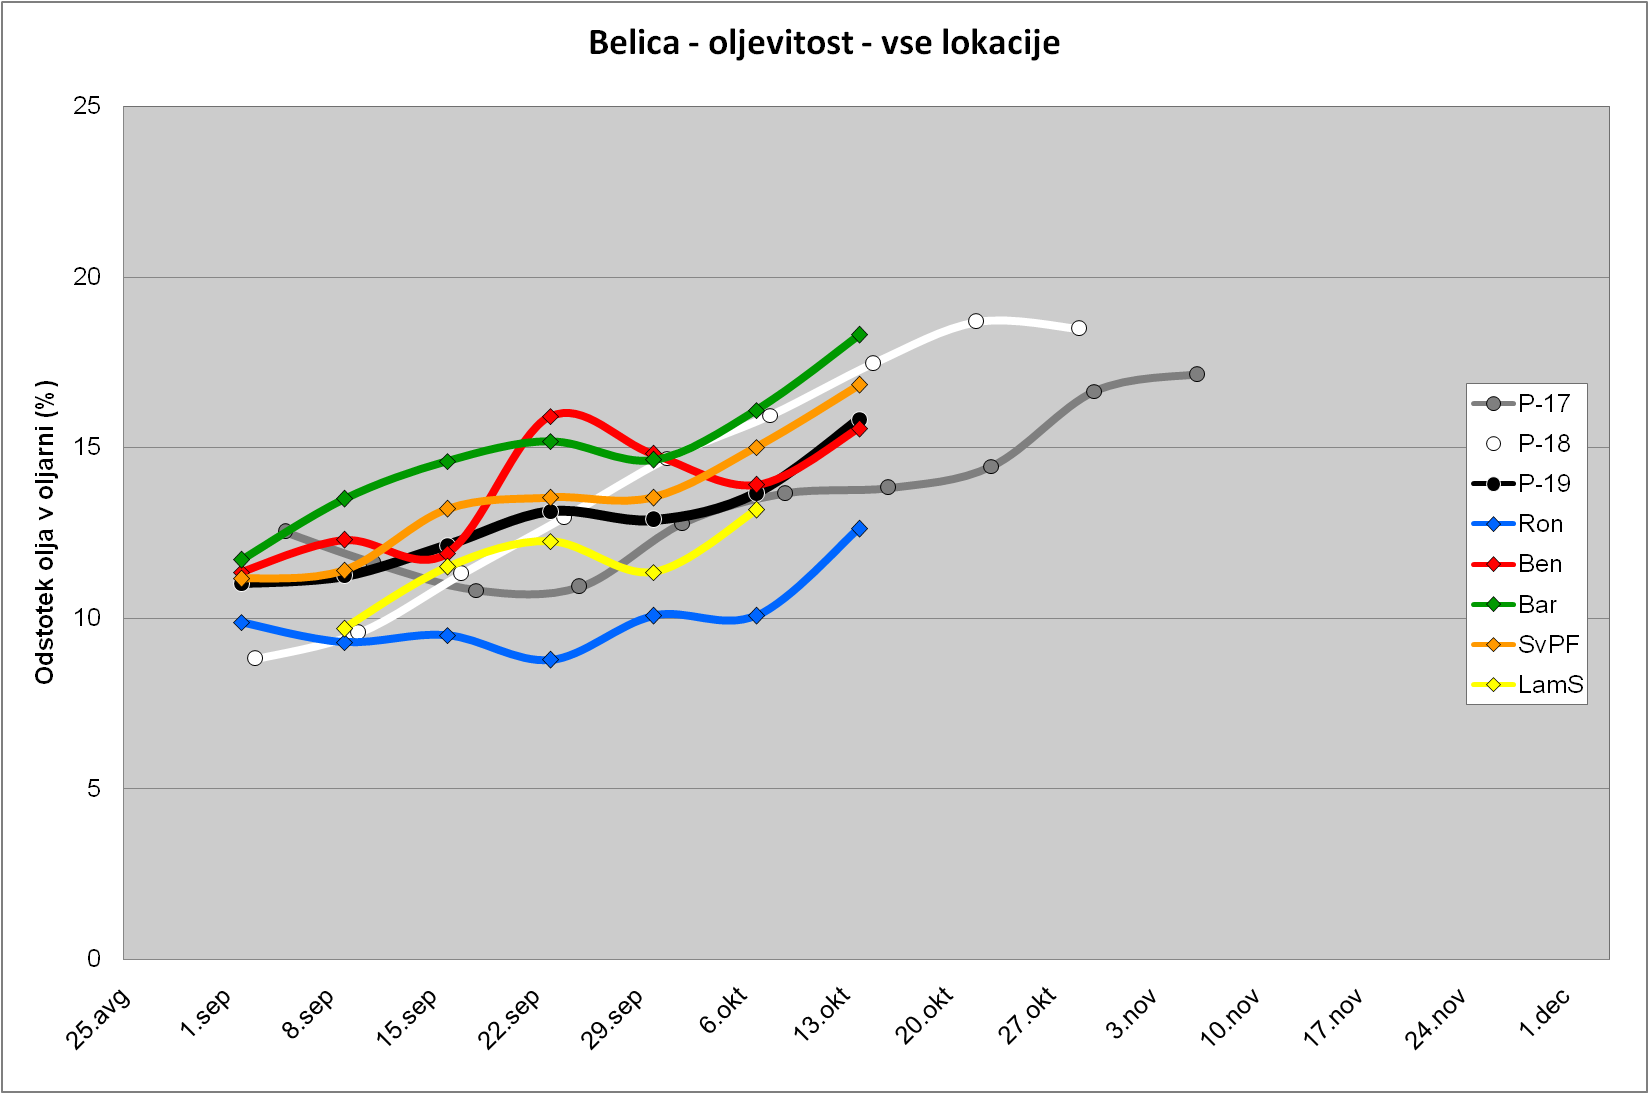 Belica - oljevitost - vse lokacije
Odstotek olja v oljarni (%)
25
20
15
10
5
0
25.avg
1.sep
8.sep
15.sep
22.sep
29.sep
6.okt
13.okt
20.okt
27.okt
3.nov
10.nov
17.nov
24.nov
1.dec
P-17
P-18
P-19
Ron
Ben
Bar
SvPF
LamS